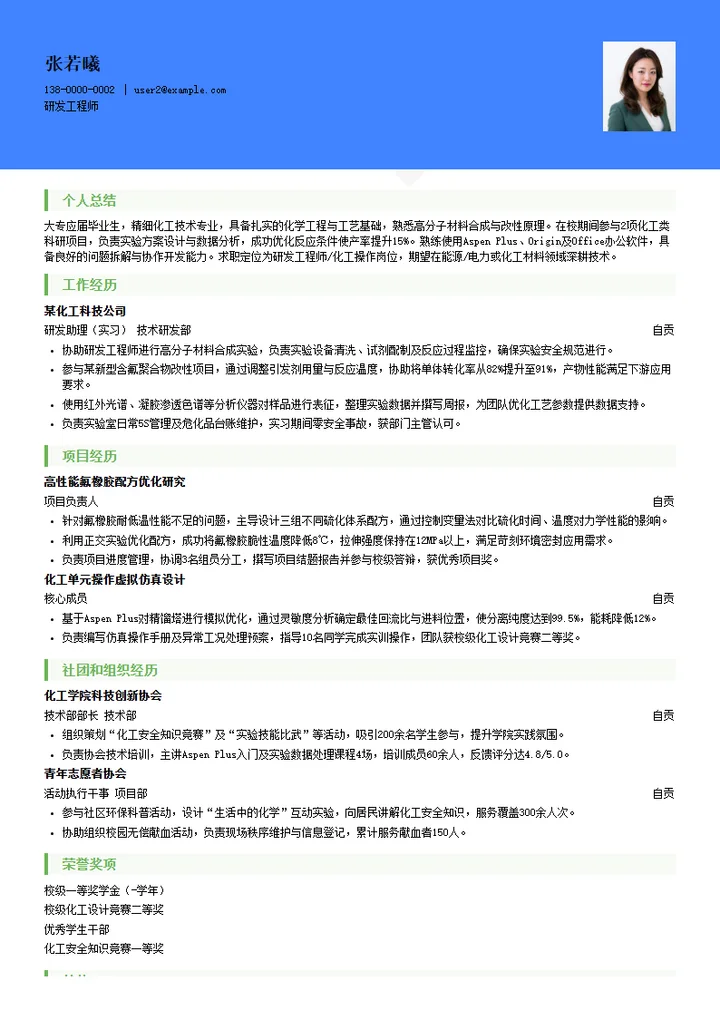 张若曦
138-0000-0002 | user2@example.com
研发工程师
个人总结
大专应届毕业生，精细化工技术专业，具备扎实的化学工程与工艺基础，熟悉高分子材料合成与改性原理。在校期间参与2项化工类
科研项目，负责实验方案设计与数据分析，成功优化反应条件使产率提升15%。熟练使用Aspen Plus、Origin及Office办公软件，具
备良好的问题拆解与协作开发能力。求职定位为研发工程师/化工操作岗位，期望在能源/电力或化工材料领域深耕技术。
工作经历
某化工科技公司
研发助理（实习） 技术研发部 自贡
• 协助研发工程师进行高分子材料合成实验，负责实验设备清洗、试剂配制及反应过程监控，确保实验安全规范进行。
• 参与某新型含氟聚合物改性项目，通过调整引发剂用量与反应温度，协助将单体转化率从82%提升至91%，产物性能满足下游应用
要求。
• 使用红外光谱、凝胶渗透色谱等分析仪器对样品进行表征，整理实验数据并撰写周报，为团队优化工艺参数提供数据支持。
• 负责实验室日常5S管理及危化品台账维护，实习期间零安全事故，获部门主管认可。
项目经历
高性能氟橡胶配方优化研究
项目负责人 自贡
• 针对氟橡胶耐低温性能不足的问题，主导设计三组不同硫化体系配方，通过控制变量法对比硫化时间、温度对力学性能的影响。
• 利用正交实验优化配方，成功将氟橡胶脆性温度降低8℃，拉伸强度保持在12MPa以上，满足苛刻环境密封应用需求。
• 负责项目进度管理，协调3名组员分工，撰写项目结题报告并参与校级答辩，获优秀项目奖。
化工单元操作虚拟仿真设计
核心成员 自贡
• 基于Aspen Plus对精馏塔进行模拟优化，通过灵敏度分析确定最佳回流比与进料位置，使分离纯度达到99.5%，能耗降低12%。
• 负责编写仿真操作手册及异常工况处理预案，指导10名同学完成实训操作，团队获校级化工设计竞赛二等奖。
社团和组织经历
化工学院科技创新协会
技术部部长 技术部 自贡
• 组织策划“化工安全知识竞赛”及“实验技能比武”等活动，吸引200余名学生参与，提升学院实践氛围。
• 负责协会技术培训，主讲Aspen Plus入门及实验数据处理课程4场，培训成员60余人，反馈评分达4.8/5.0。
青年志愿者协会
活动执行干事 项目部 自贡
• 参与社区环保科普活动，设计“生活中的化学”互动实验，向居民讲解化工安全知识，服务覆盖300余人次。
• 协助组织校园无偿献血活动，负责现场秩序维护与信息登记，累计服务献血者150人。
荣誉奖项
校级一等奖学金（-学年）
校级化工设计竞赛二等奖
优秀学生干部
化工安全知识竞赛一等奖